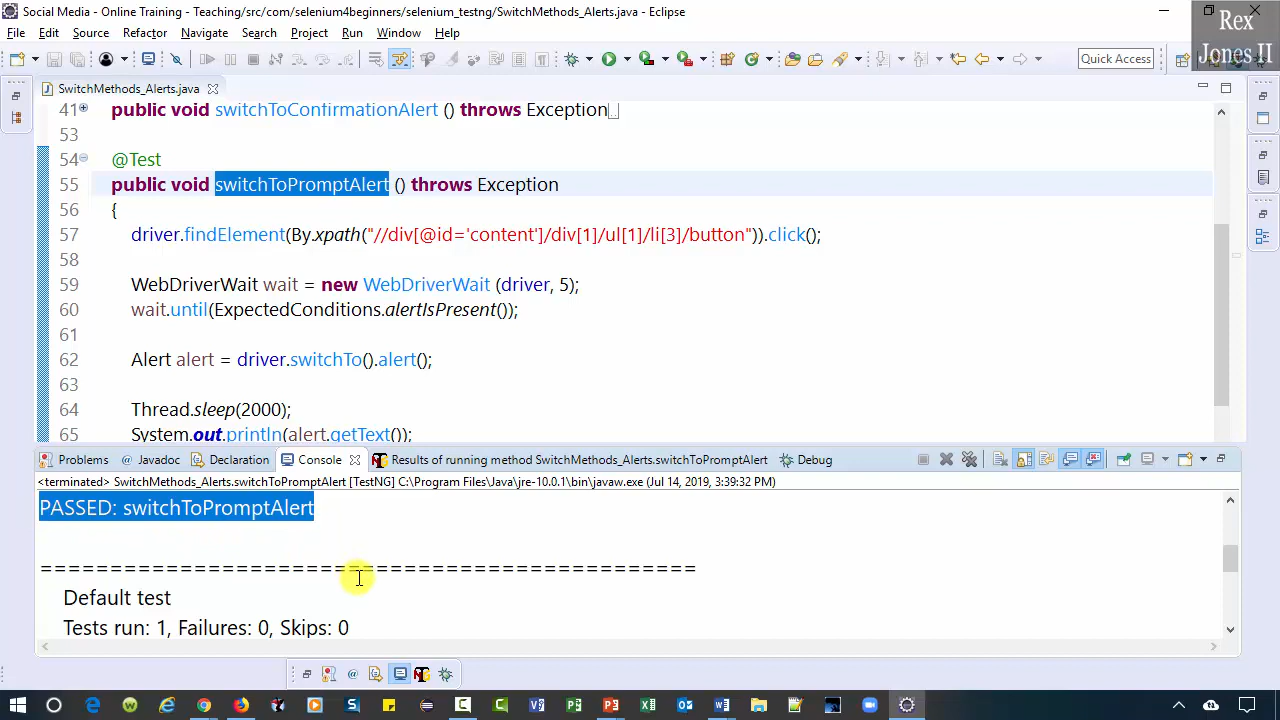 Social Media - Online Training - Teaching/src/com/selenium4beginners/selenium_testng/SwitchMethods_Alerts.java - Eclipse
Rex
Jones II
File Edit Source Refactor Navigate Search Project Run Window Help
Quick Access
SwitchMethods_Alerts.java
41 public void switchToConfirmationAlert () throws Exception
53
54 @Test
55 public void switchToPromptAlert () throws Exception
56 {
57 driver.findElement(By.xpath("//div[@id='content']/div[1]/ul[1]/li[3]/button")).click();
58
59 WebDriverWait wait = new WebDriverWait (driver, 5);
60 wait.until(ExpectedConditions.alertIsPresent());
61
62 Alert alert = driver.switchTo().alert();
63
64 Thread.sleep(2000);
65 System.out.println(alert.getText());
Problems @ Javadoc Declaration Console Results of running method SwitchMethods_Alerts.switchToPromptAlert Debug
<terminated> SwitchMethods_Alerts.switchToPromptAlert [TestNG] C:\Program Files\Java\jre-10.0.1\bin\javaw.exe (Jul 14, 2019, 3:39:32 PM)
PASSED: switchToPromptAlert
===============================================
Default test
Tests run: 1, Failures: 0, Skips: 0